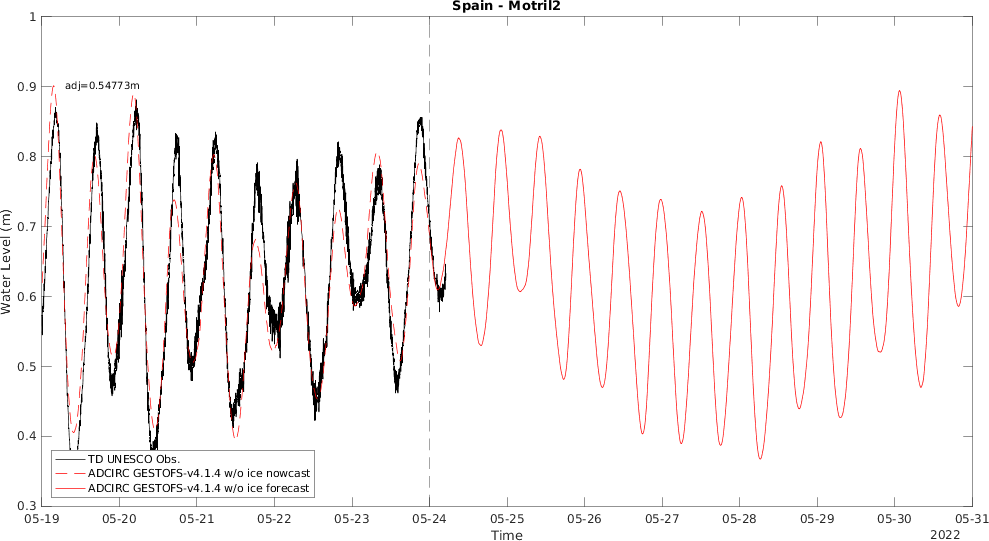 Spain - Motril2
1
0.9
0.8
0.7
0.6
0.5
0.4
0.3
Water Level (m)
adj=0.54773m
TD UNESCO Obs.
ADCIRC GESTOFS-v4.1.4 w/o ice nowcast
ADCIRC GESTOFS-v4.1.4 w/o ice forecast
05-19 05-20 05-21 05-22 05-23 05-24 05-25 05-26 05-27 05-28 05-29 05-30 05-31
Time
2022